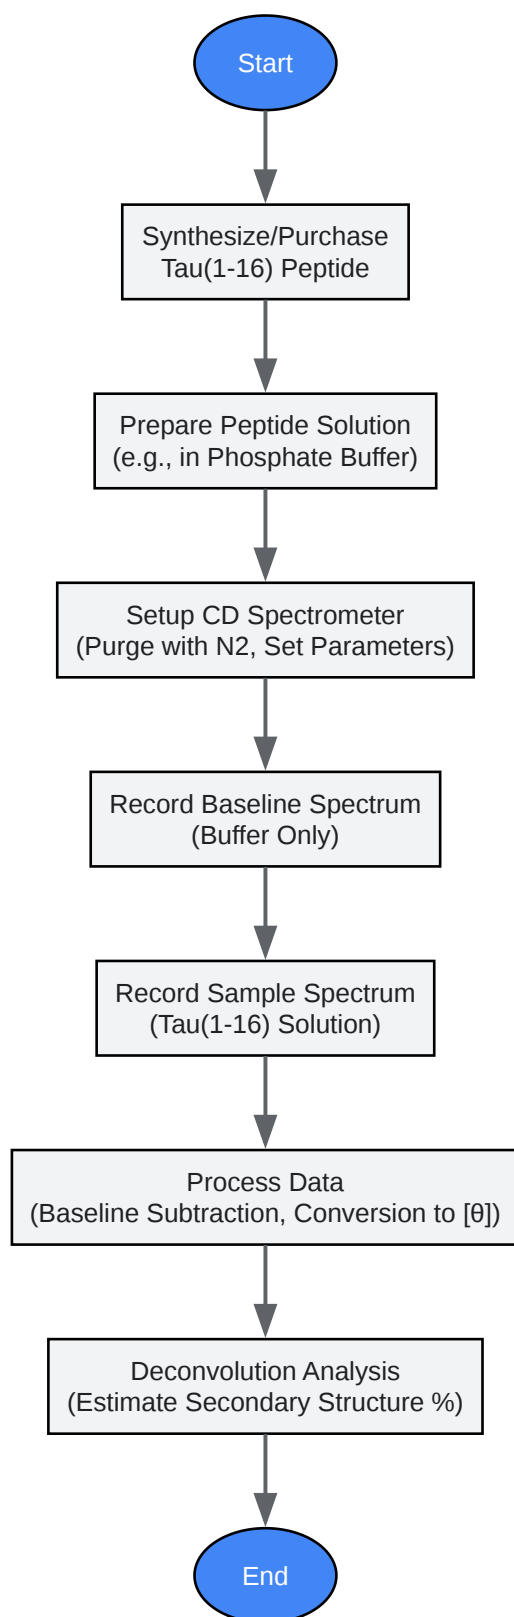 Start
Synthesize/Purchase
Tau(1-16) Peptide
Prepare Peptide Solution
(e.g., in Phosphate Buffer)
Setup CD Spectrometer
(Purge with N2, Set Parameters)
Record Baseline Spectrum
(Buffer Only)
Record Sample Spectrum
(Tau(1-16) Solution)
Process Data
(Baseline Subtraction, Conversion to [θ])
Deconvolution Analysis
(Estimate Secondary Structure %)
End